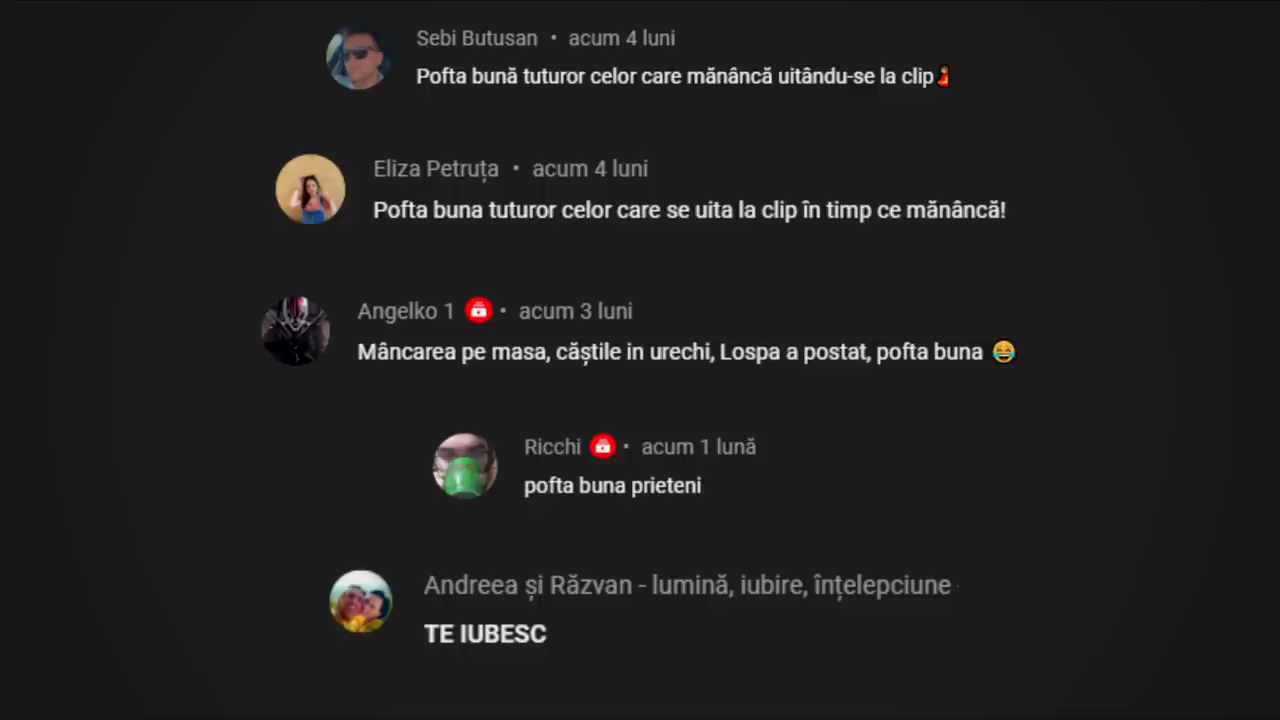 Sebi Butusan • acum 4 luni
Pofta bună tuturor celor care mănâncă uitându-se la clip💃
Eliza Petruța • acum 4 luni
Pofta buna tuturor celor care se uita la clip în timp ce mănâncă!
Angelko 1 • acum 3 luni
Mâncarea pe masa, căștile in urechi, Lospa a postat, pofta buna 😂
Ricchi • acum 1 lună
pofta buna prieteni
Andreea și Răzvan - lumină, iubire, înțelepciune
TE IUBESC